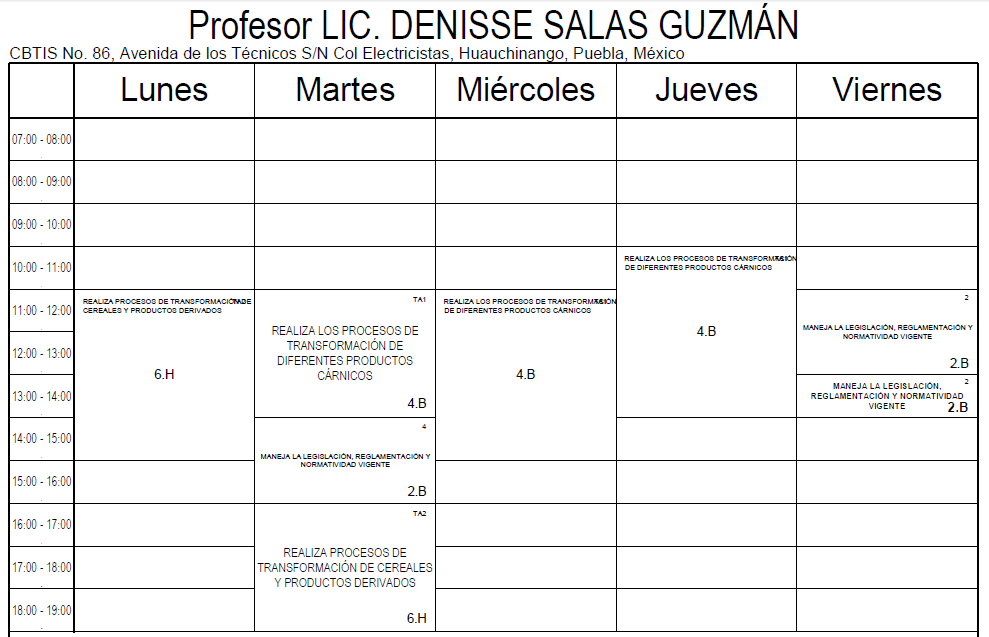 Profesor LIC. DENISSE SALAS GUZMÁN
CBTIS No. 86, Avenida de los Técnicos S/N Col Electricistas, Huauchinango, Puebla, México
Lunes Martes Miércoles Jueves Viernes
07:00 - 08:00
08:00 - 09:00
09:00 - 10:00
10:00 - 11:00
REALIZA LOS PROCESOS DE TRANSFORMACIÓN
DE DIFERENTES PRODUCTOS CÁRNICOS
4.B
11:00 - 12:00
REALIZA PROCESOS DE TRANSFORMACIÓN DE
CEREALES Y PRODUCTOS DERIVADOS
6.H
TA1
REALIZA LOS PROCESOS DE
TRANSFORMACIÓN DE
DIFERENTES PRODUCTOS
CÁRNICOS
4.B
REALIZA LOS PROCESOS DE TRANSFORMACIÓN
DE DIFERENTES PRODUCTOS CÁRNICOS
4.B
2
MANEJA LA LEGISLACIÓN, REGLAMENTACIÓN Y
NORMATIVIDAD VIGENTE
2.B
12:00 - 13:00
13:00 - 14:00
2
MANEJA LA LEGISLACIÓN,
REGLAMENTACIÓN Y NORMATIVIDAD
VIGENTE
2.B
14:00 - 15:00
4
MANEJA LA LEGISLACIÓN, REGLAMENTACIÓN Y
NORMATIVIDAD VIGENTE
2.B
15:00 - 16:00
16:00 - 17:00
TA2
REALIZA PROCESOS DE
TRANSFORMACIÓN DE CEREALES
Y PRODUCTOS DERIVADOS
6.H
17:00 - 18:00
18:00 - 19:00